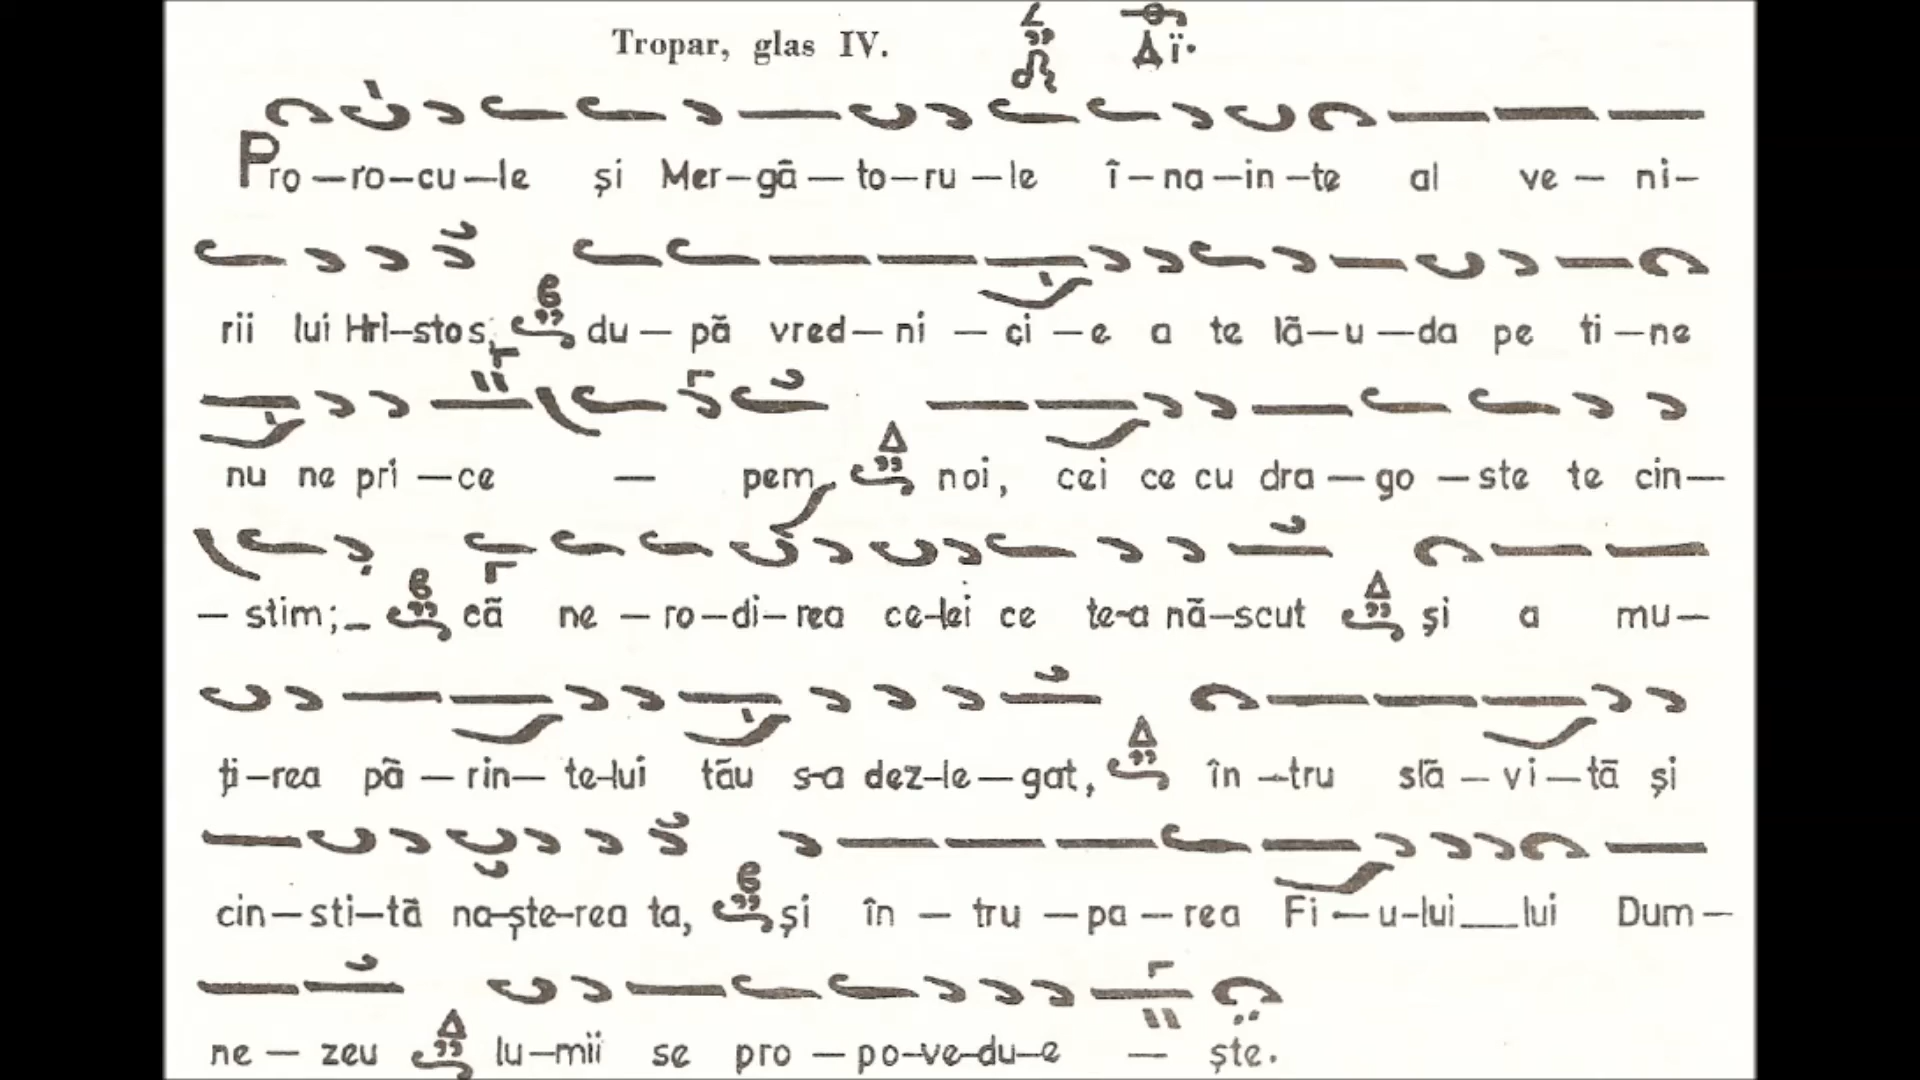 Tropar, glas IV.
Pro—ro—cu—le și Mer—gă—to—ru—le î—na—in—te al ve—ni—
rii lui Hri—stos, du—pă vred—ni—ci—e a te lă—u—da pe ti—ne
nu ne pri—ce — pem, noi, cei ce cu dra—go—ste te cin—
— stim; că ne—ro—di—rea ce—lei ce te-a nă—scut și a mu—
ți—rea pă—rin—te—lui tău s-a dez—le—gat, în—tru slă—vi—tă și
cin—sti—tă na—ște—rea ta, și în—tru—pa—rea Fi—u—lui lui Dum—
ne—zeu lu—mii se pro—po—ve—du—e — ște.